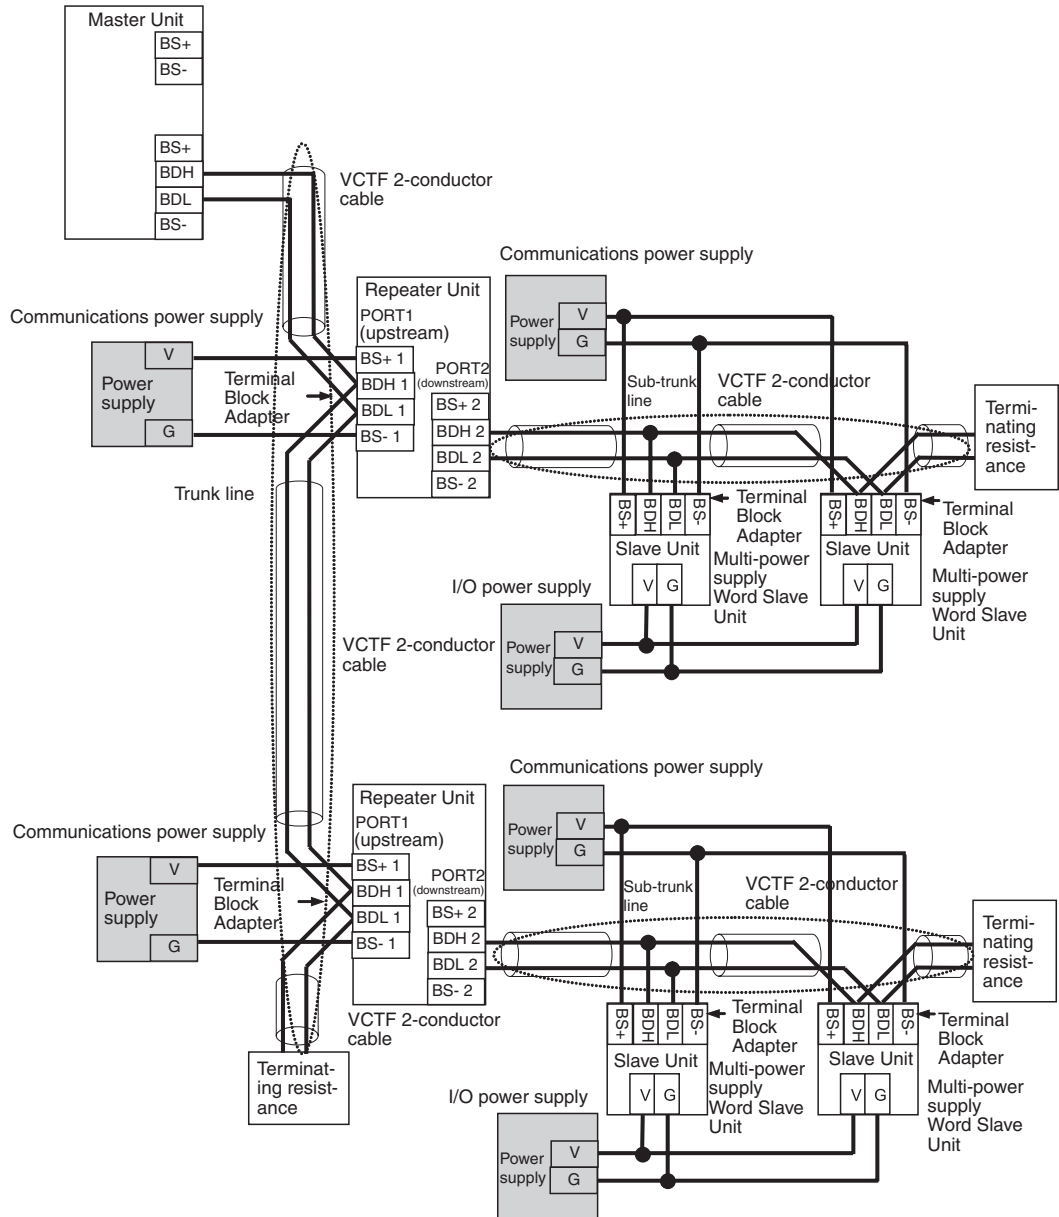 Master Unit
BS+
BS-
BS+
BDH
BDL
BS-
VCTF 2-conductor
cable
Communications power supply
Power
supply
V
G
Terminal
Block
Adapter
Trunk line
Repeater Unit
PORT1
(upstream)
BS+ 1
BDH 1
BDL 1
BS- 1
PORT2
(downstream)
BS+ 2
BDH 2
BDL 2
BS- 2
Communications power supply
Power
supply
V
G
Sub-trunk
line
VCTF 2-conductor
cable
Termi-
nating
resist-
ance
BS+
BDH
BDL
BS-
Slave Unit
V
G
Terminal
Block
Adapter
Multi-power
supply
Word Slave
Unit
BS+
BDH
BDL
BS-
Slave Unit
V
G
Terminal
Block
Adapter
Multi-power
supply
Word Slave
Unit
I/O power supply
Power
supply
V
G
VCTF 2-conductor
cable
Communications power supply
Power
supply
V
G
Terminal
Block
Adapter
Repeater Unit
PORT1
(upstream)
BS+ 1
BDH 1
BDL 1
BS- 1
PORT2
(downstream)
BS+ 2
BDH 2
BDL 2
BS- 2
VCTF 2-conductor
cable
Terminat-
ing resist-
ance
Communications power supply
Power
supply
V
G
Sub-trunk
line
VCTF 2-conductor
cable
Termi-
nating
resist-
ance
BS+
BDH
BDL
BS-
Slave Unit
V
G
Terminal
Block
Adapter
Multi-power
supply
Word Slave
Unit
BS+
BDH
BDL
BS-
Slave Unit
V
G
Terminal
Block
Adapter
Multi-power
supply
Word Slave
Unit
I/O power supply
Power
supply
V
G